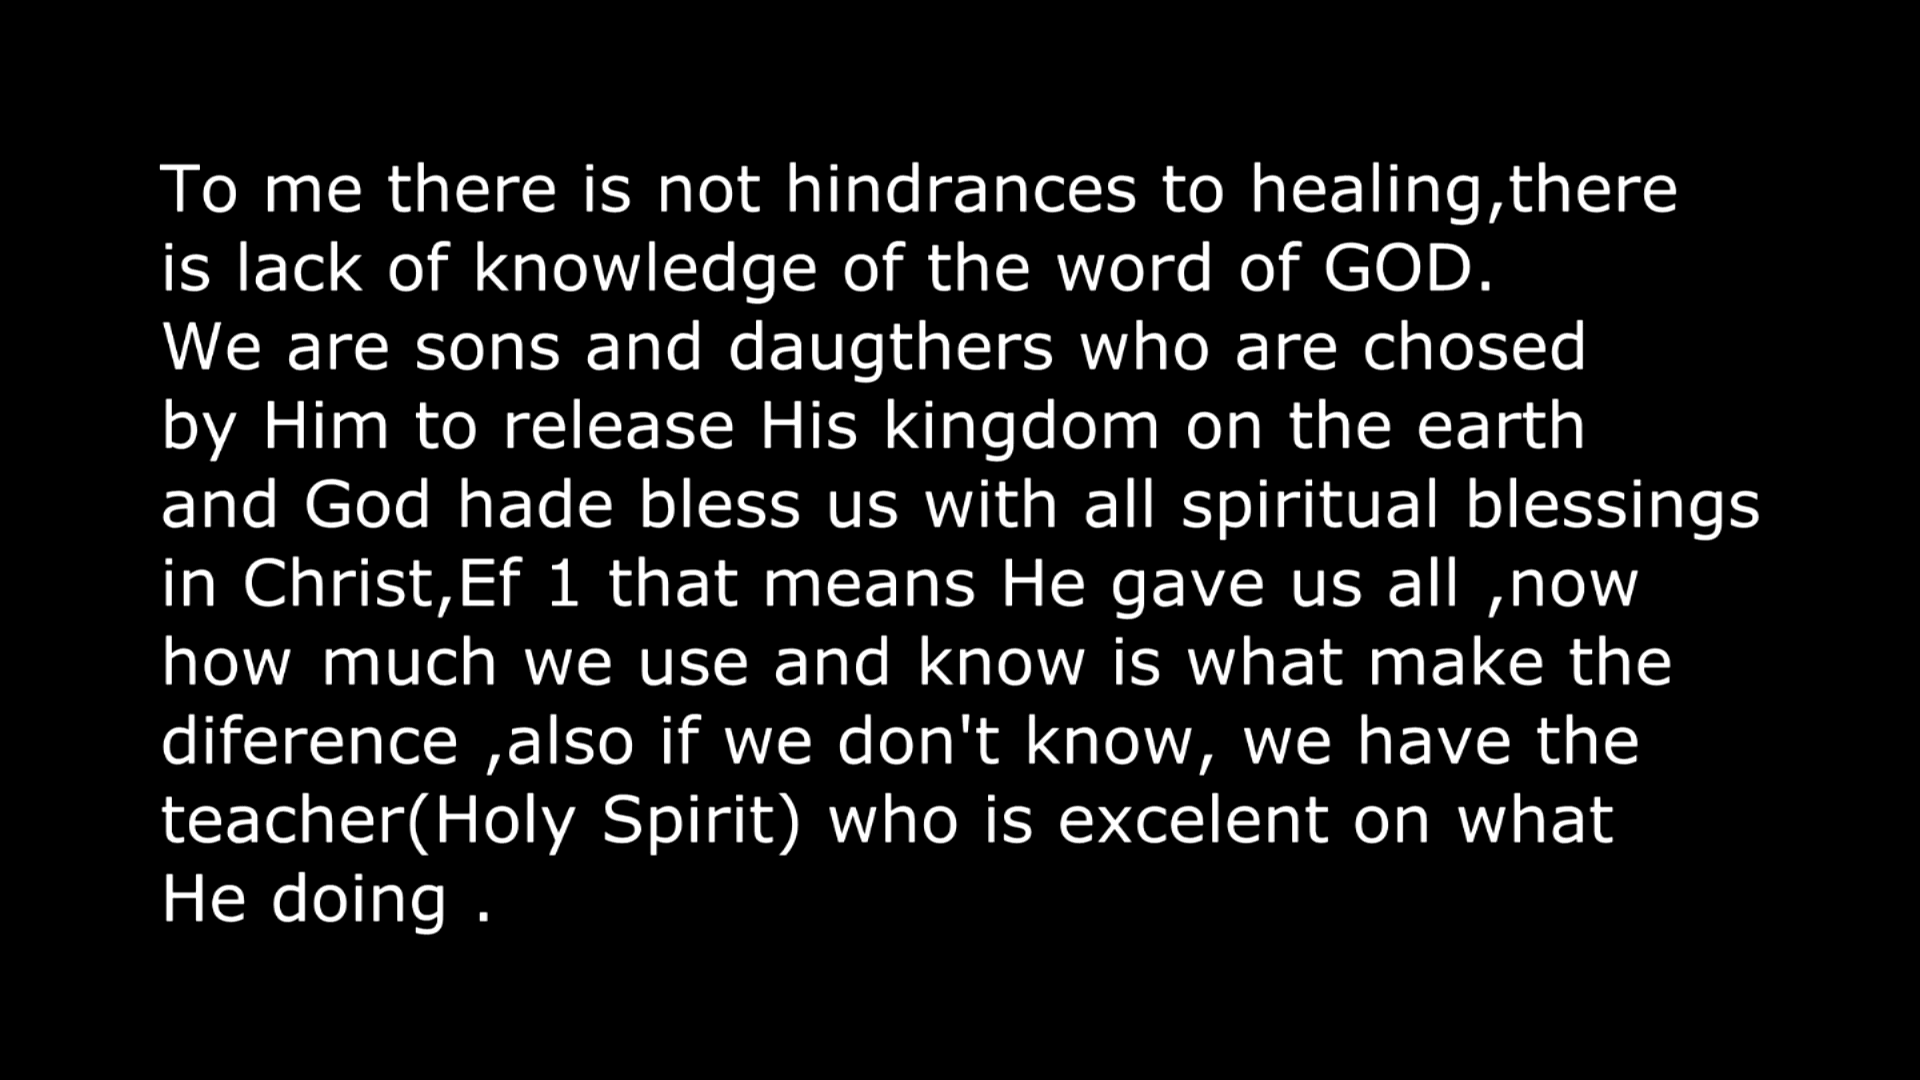 To me there is not hindrances to healing,there
is lack of knowledge of the word of GOD.
We are sons and daugthers who are chosed
by Him to release His kingdom on the earth
and God hade bless us with all spiritual blessings
in Christ,Ef 1 that means He gave us all ,now
how much we use and know is what make the
diference ,also if we don't know, we have the
teacher(Holy Spirit) who is excelent on what
He doing .